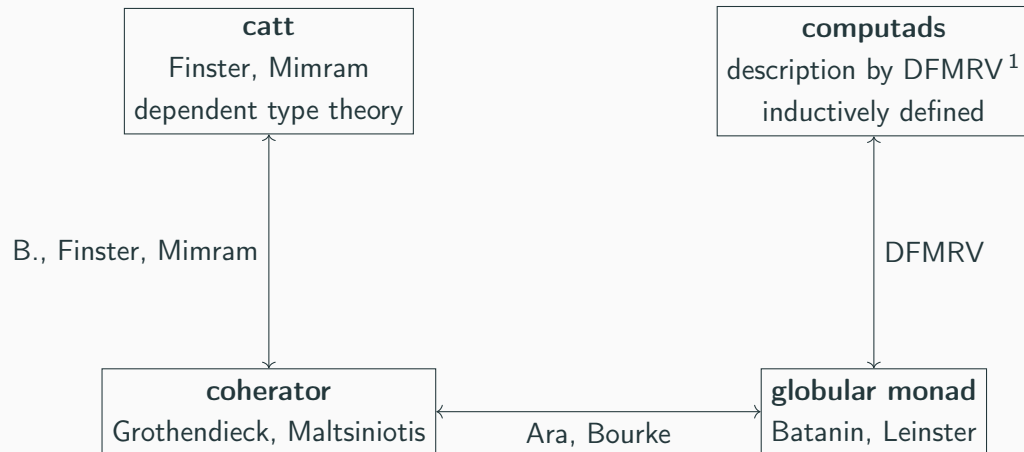 catt
Finster, Mimram
dependent type theory
computads
description by DFMRV¹
inductively defined
B., Finster, Mimram
DFMRV
coherator
Grothendieck, Maltsiniotis
Ara, Bourke
globular monad
Batanin, Leinster